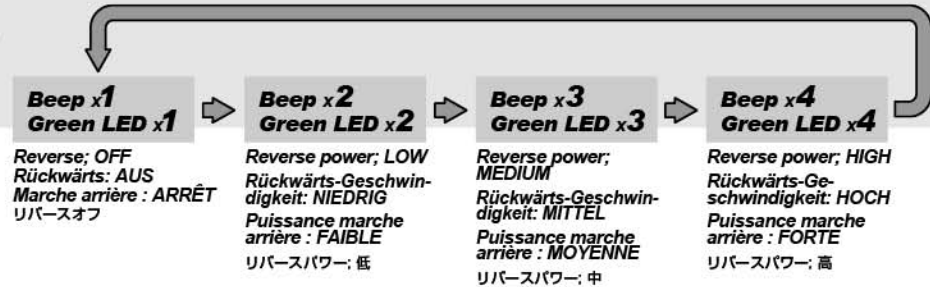 Beep x1
Green LED x1
Reverse; OFF
Rückwärts: AUS
Marche arrière : ARRÊT
リバースオフ
Beep x2
Green LED x2
Reverse power; LOW
Rückwärts-Geschwin-
digkeit: NIEDRIG
Puissance marche
arrière : FAIBLE
リバースパワー; 低
Beep x3
Green LED x3
Reverse power;
MEDIUM
Rückwärts-Geschwin-
digkeit: MITTEL
Puissance marche
arrière : MOYENNE
リバースパワー; 中
Beep x4
Green LED x4
Reverse power; HIGH
Rückwärts-Ge-
schwindigkeit: HOCH
Puissance marche
arrière : FORTE
リバースパワー; 高